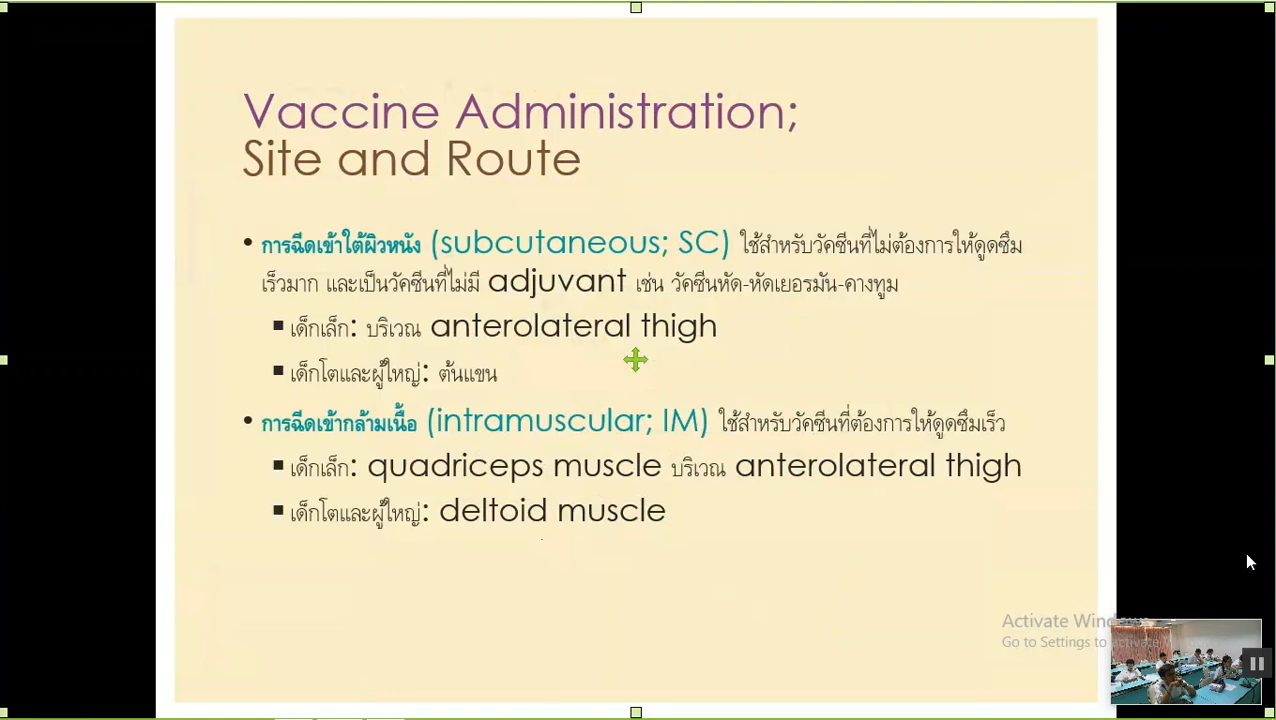 Vaccine Administration;
Site and Route
• การฉีดเข้าใต้ผิวหนัง (subcutaneous; SC) ใช้สำหรับวัคซีนที่ไม่ต้องการให้ดูดซึม
เร็วมาก และเป็นวัคซีนที่ไม่มี adjuvant เช่น วัคซีนหัด-หัดเยอรมัน-คางทูม
▪ เด็กเล็ก: บริเวณ anterolateral thigh
▪ เด็กโตและผู้ใหญ่: ต้นแขน
• การฉีดเข้ากล้ามเนื้อ (intramuscular; IM) ใช้สำหรับวัคซีนที่ต้องการให้ดูดซึมเร็ว
▪ เด็กเล็ก: quadriceps muscle บริเวณ anterolateral thigh
▪ เด็กโตและผู้ใหญ่: deltoid muscle
Activate Windows
Go to Settings to activate Windows